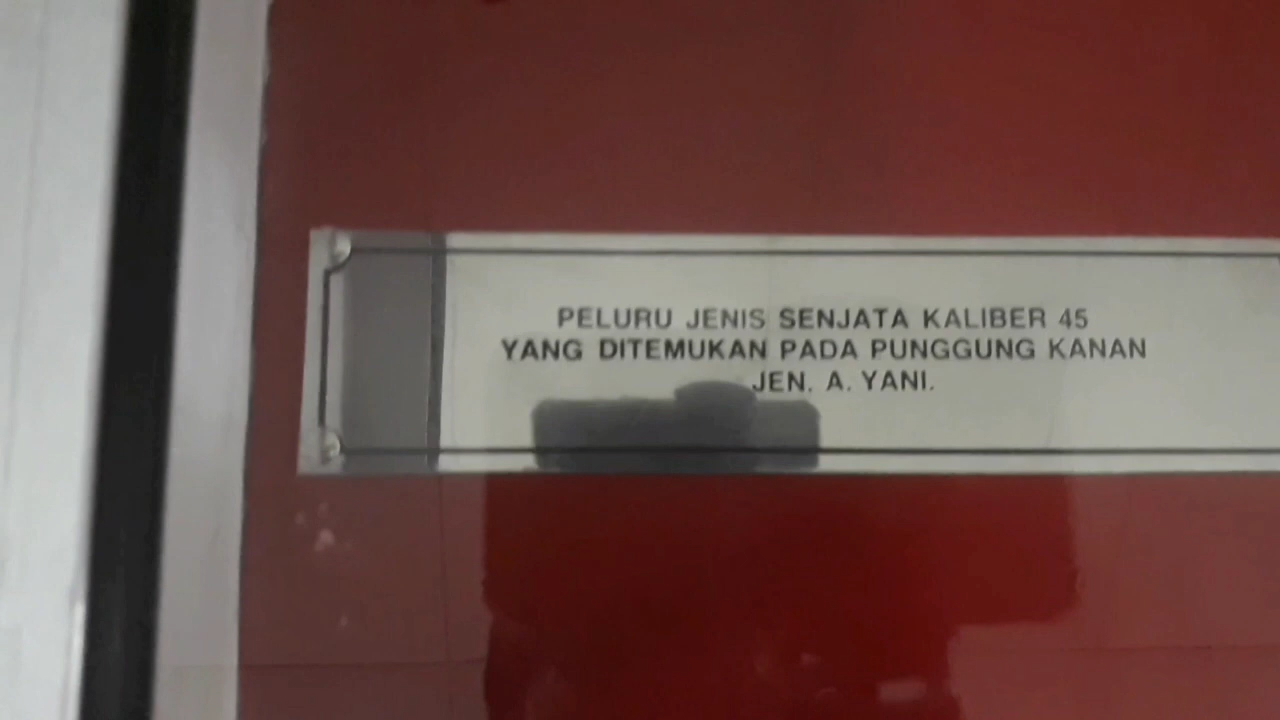 PELURU JENIS SENJATA KALIBER 45
YANG DITEMUKAN PADA PUNGGUNG KANAN
JEN. A. YANI.